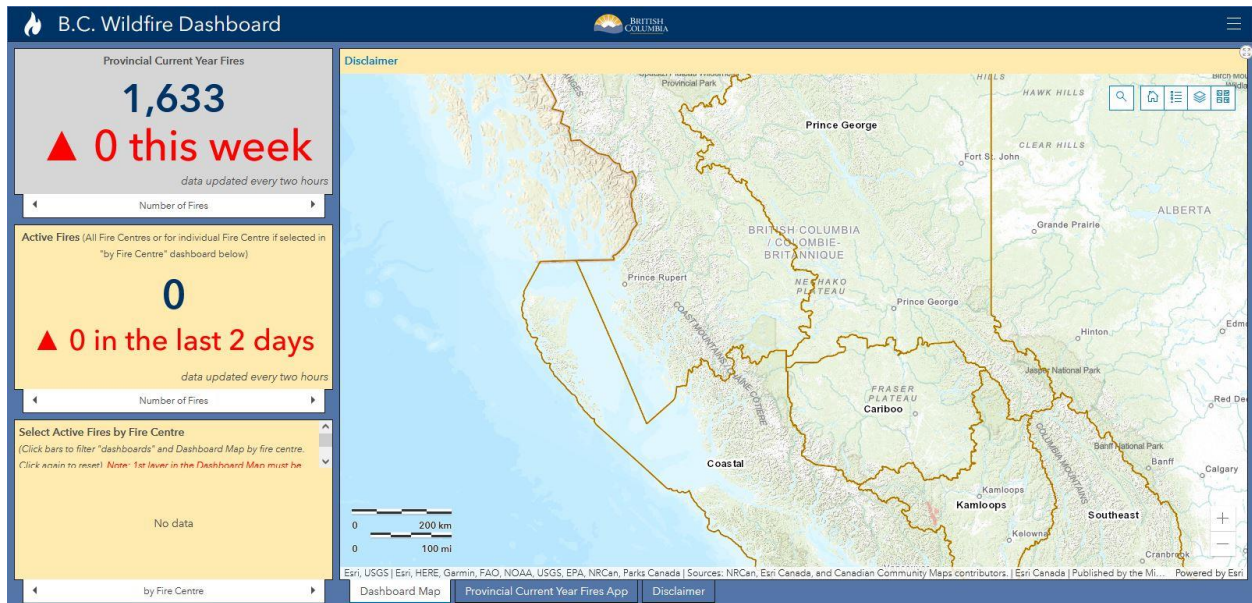 B.C. Wildfire Dashboard
BRITISH
COLUMBIA
Provincial Current Year Fires
1,633
▲ 0 this week
data updated every two hours
Number of Fires
Active Fires (All Fire Centres or for individual Fire Centre if selected in
"by Fire Centre" dashboard below)
0
▲ 0 in the last 2 days
data updated every two hours
Number of Fires
Select Active Fires by Fire Centre
(Click bars to filter "dashboards" and Dashboard Map by fire centre.
Click again to reset) Note: 1st layer in the Dashboard Map must be
No data
by Fire Centre
Disclaimer
Provincial Park
HILLS
HAWK HILLS
Prince George
CLEAR HILLS
Fort St. John
ALBERTA
Grande Prairie
BRITISH COLUMBIA
/ COLOMBIE-
BRITANNIQUE
Prince Rupert
NECHAKO
PLATEAU
Prince George
COAST MOUNTAINS / CHAÎNE CÔTIÈRE
Hinton
Edmo
Jasper National Park
FRASER
PLATEAU
Cariboo
Red De
COLUMBIA MOUNTAINS
Banff National Park
Banff
Calgary
Coastal
Kamloops
Kamloops
Southeast
Kelowna
Cranbrook
0 200 km
0 100 mi
Esri, USGS | Esri, HERE, Garmin, FAO, NOAA, USGS, EPA, NRCan, Parks Canada | Sources: NRCan, Esri Canada, and Canadian Community Maps contributors. | Esri Canada | Published by the Mi... Powered by Esri
Dashboard Map
Provincial Current Year Fires App
Disclaimer